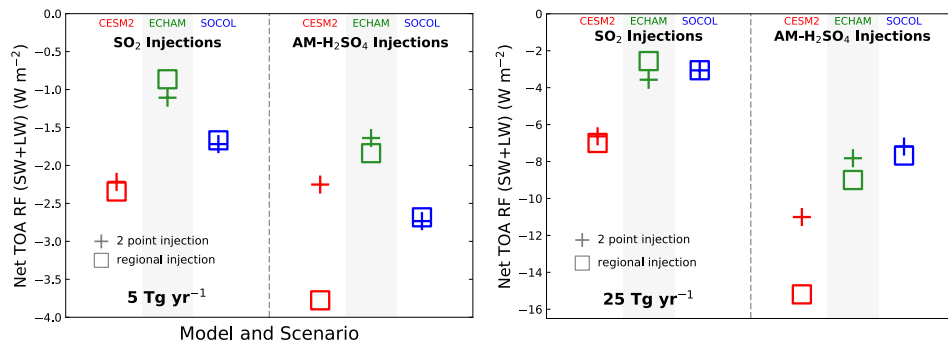 CESM2 ECHAM SOCOL
SO₂ Injections AM-H₂SO₄ Injections
Net TOA RF (SW+LW) (W m⁻²)
0.0
−0.5
−1.0
−1.5
−2.0
−2.5
−3.0
−3.5
−4.0
CESM2 ECHAM SOCOL
2 point injection
regional injection
5 Tg yr⁻¹
Model and Scenario
CESM2 ECHAM SOCOL
SO₂ Injections AM-H₂SO₄ Injections
CESM2 ECHAM SOCOL
Net TOA RF (SW+LW) (W m⁻²)
0
−2
−4
−6
−8
−10
−12
−14
−16
2 point injection
regional injection
25 Tg yr⁻¹